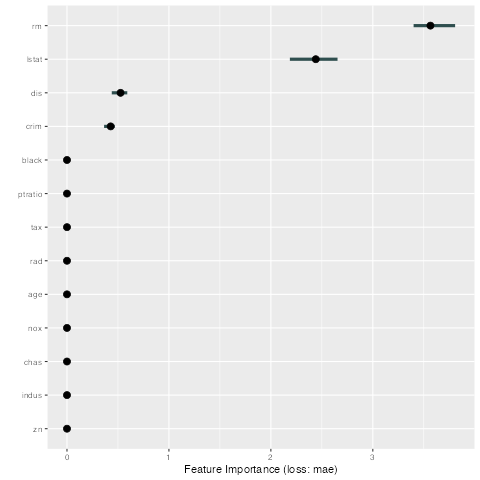 rm
lstat
dis
crim
black
ptratio
tax
rad
age
nox
chas
indus
zn
0 1 2 3
Feature Importance (loss: mae)